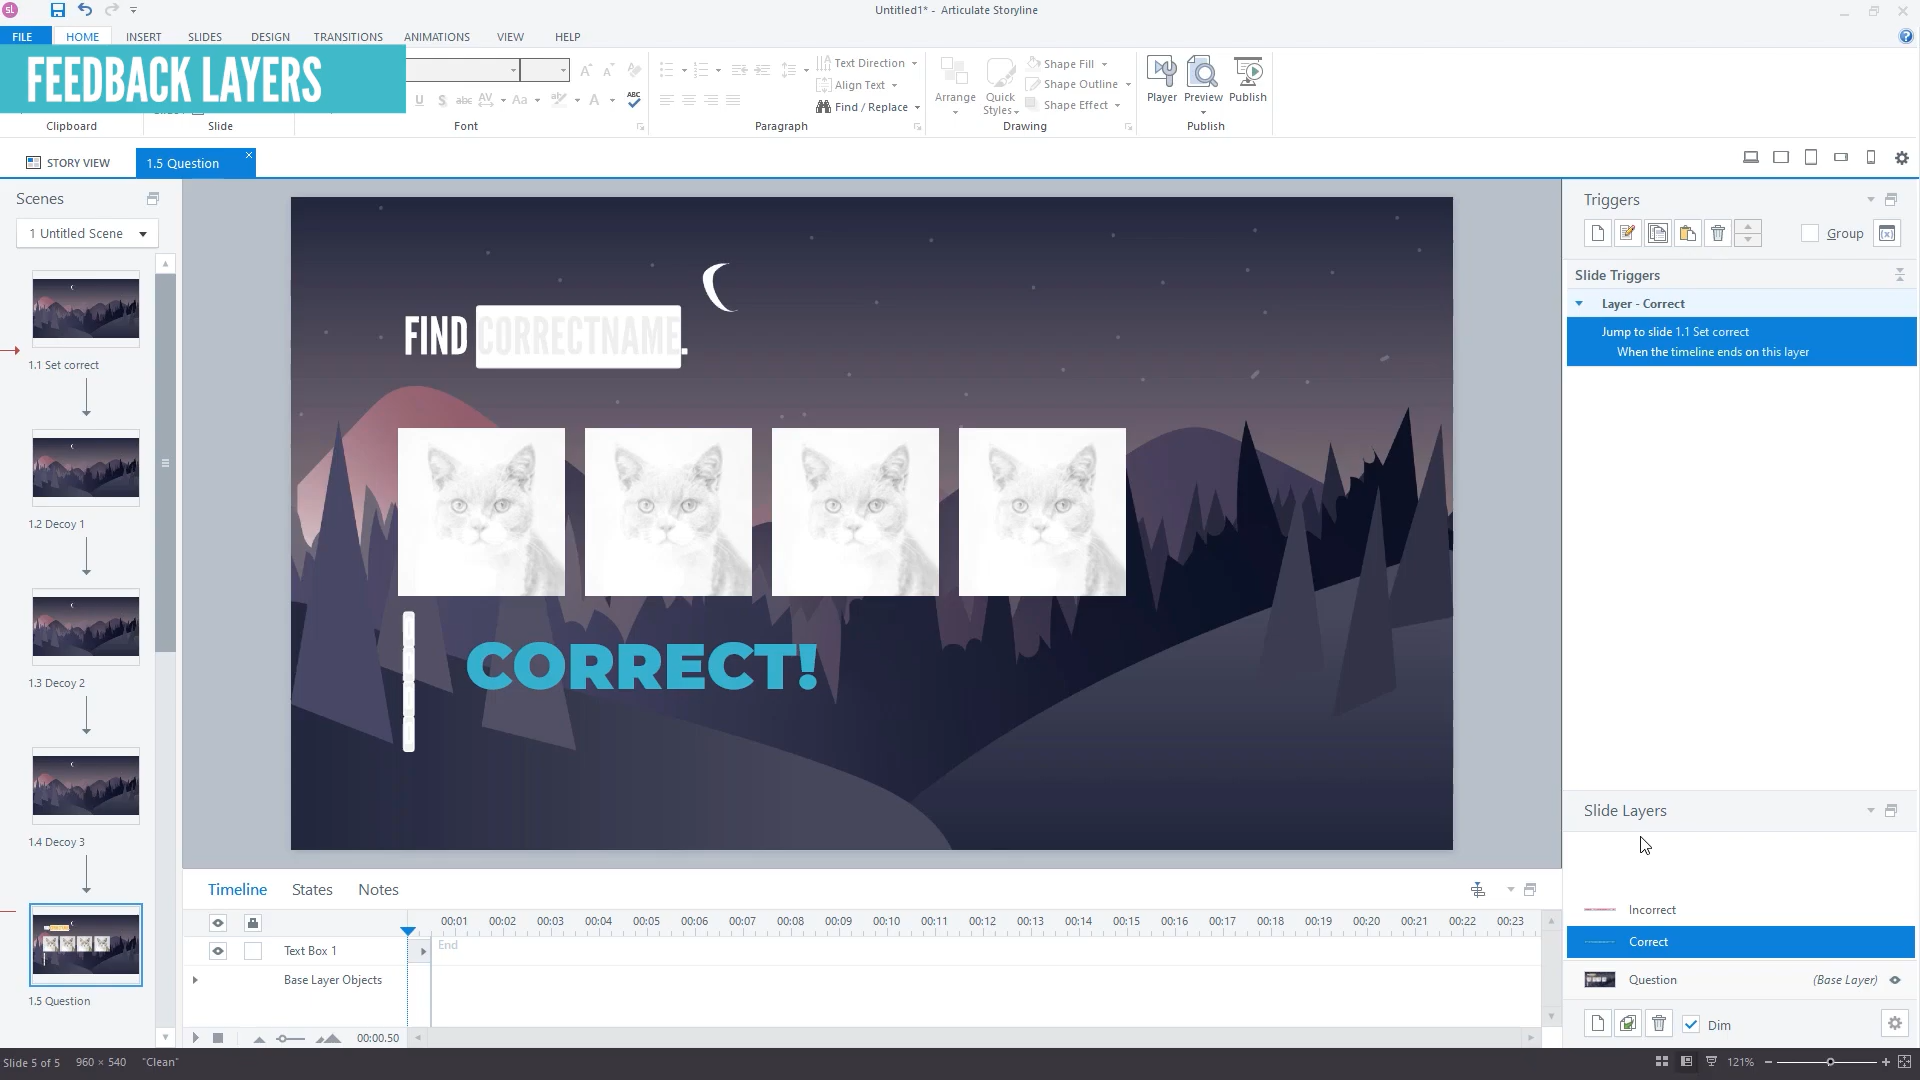 Untitled1* - Articulate Storyline
FILE HOME INSERT SLIDES DESIGN TRANSITIONS ANIMATIONS VIEW HELP
FEEDBACK LAYERS
Text Direction
Align Text
Find / Replace
Arrange
Quick Styles
Shape Fill
Shape Outline
Shape Effect
Player Preview Publish
Clipboard Slide Font Paragraph Drawing Publish
STORY VIEW 1.5 Question
Scenes
1 Untitled Scene
1.1 Set correct
1.2 Decoy 1
1.3 Decoy 2
1.4 Decoy 3
1.5 Question
FIND CORRECTNAME.
CORRECT!
Triggers
Group
Slide Triggers
Layer - Correct
Jump to slide 1.1 Set correct
When the timeline ends on this layer
Slide Layers
Incorrect
Correct
Question (Base Layer)
Dim
Timeline States Notes
00:01 00:02 00:03 00:04 00:05 00:06 00:07 00:08 00:09 00:10 00:11 00:12 00:13 00:14 00:15 00:16 00:17 00:18 00:19 00:20 00:21 00:22 00:23
Text Box 1 End
Base Layer Objects
00:00.50
Slide 5 of 5 960 × 540 "Clean" 121%